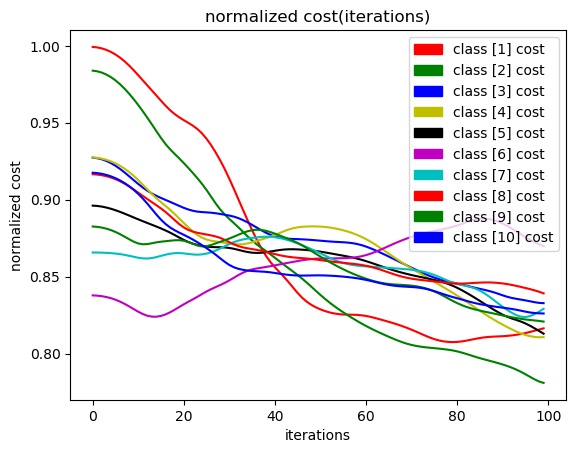 normalized cost(iterations)
1.00
0.95
0.90
0.85
0.80
normalized cost
class [1] cost
class [2] cost
class [3] cost
class [4] cost
class [5] cost
class [6] cost
class [7] cost
class [8] cost
class [9] cost
class [10] cost
0 20 40 60 80 100
iterations